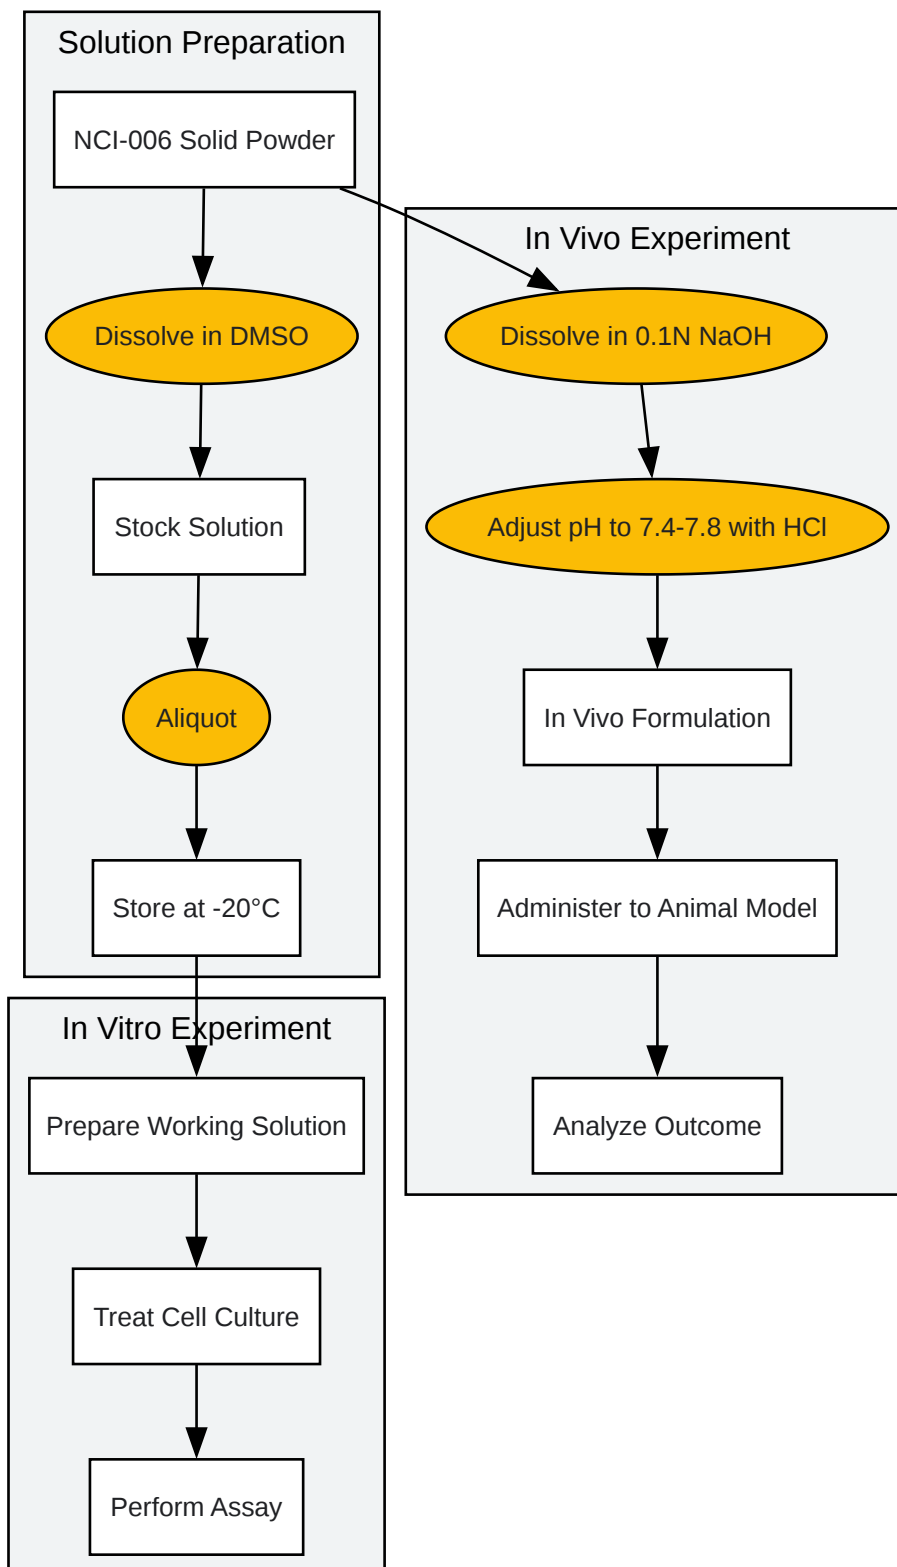 Solution Preparation
NCI-006 Solid Powder
Dissolve in DMSO
Stock Solution
Aliquot
Store at -20°C
In Vivo Experiment
Dissolve in 0.1N NaOH
Adjust pH to 7.4-7.8 with HCl
In Vivo Formulation
Administer to Animal Model
Analyze Outcome
In Vitro Experiment
Prepare Working Solution
Treat Cell Culture
Perform Assay